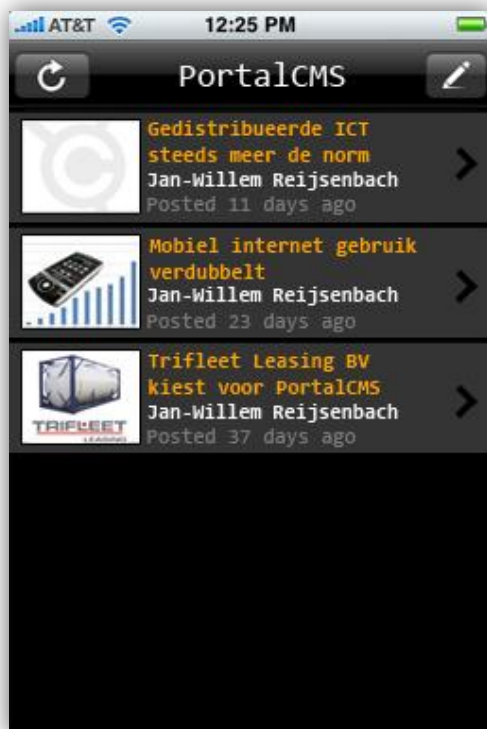 AT&T 12:25 PM
PortalCMS
Gedistribueerde ICT
steeds meer de norm
Jan-Willem Reijsenbach
Posted 11 days ago
Mobiel internet gebruik
verdubbelt
Jan-Willem Reijsenbach
Posted 23 days ago
Trifleet Leasing BV
kiest voor PortalCMS
Jan-Willem Reijsenbach
Posted 37 days ago
TRIFLEET
LEASING